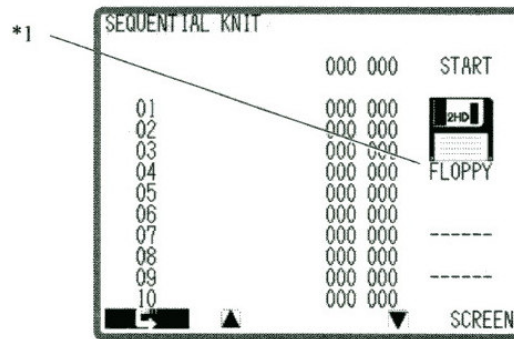 *1
SEQUENTIAL KNIT
000 000 START
01 000 000
02 000 000 2HD
03 000 000
04 000 000 FLOPPY
05 000 000
06 000 000
07 000 000 ------
08 000 000
09 000 000 ------
10 000 000
SCREEN